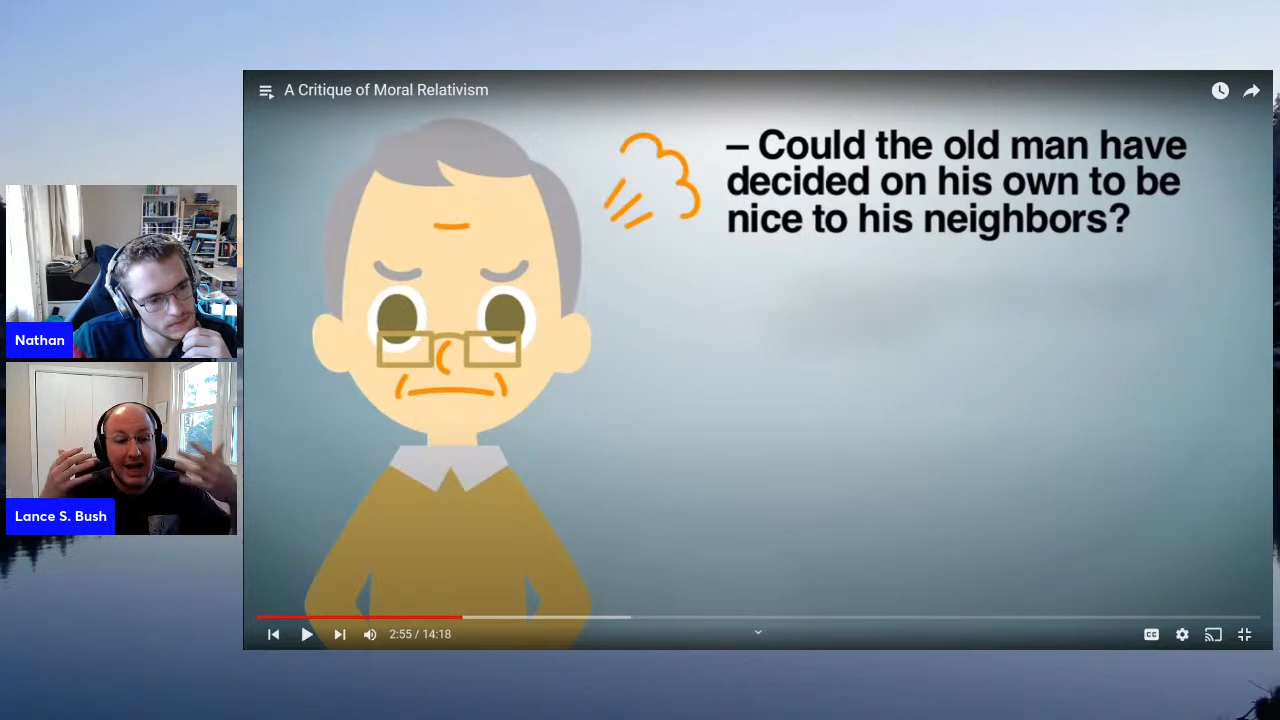 A Critique of Moral Relativism
– Could the old man have
decided on his own to be
nice to his neighbors?
Nathan
Lance S. Bush
2:55 / 14:18
CC